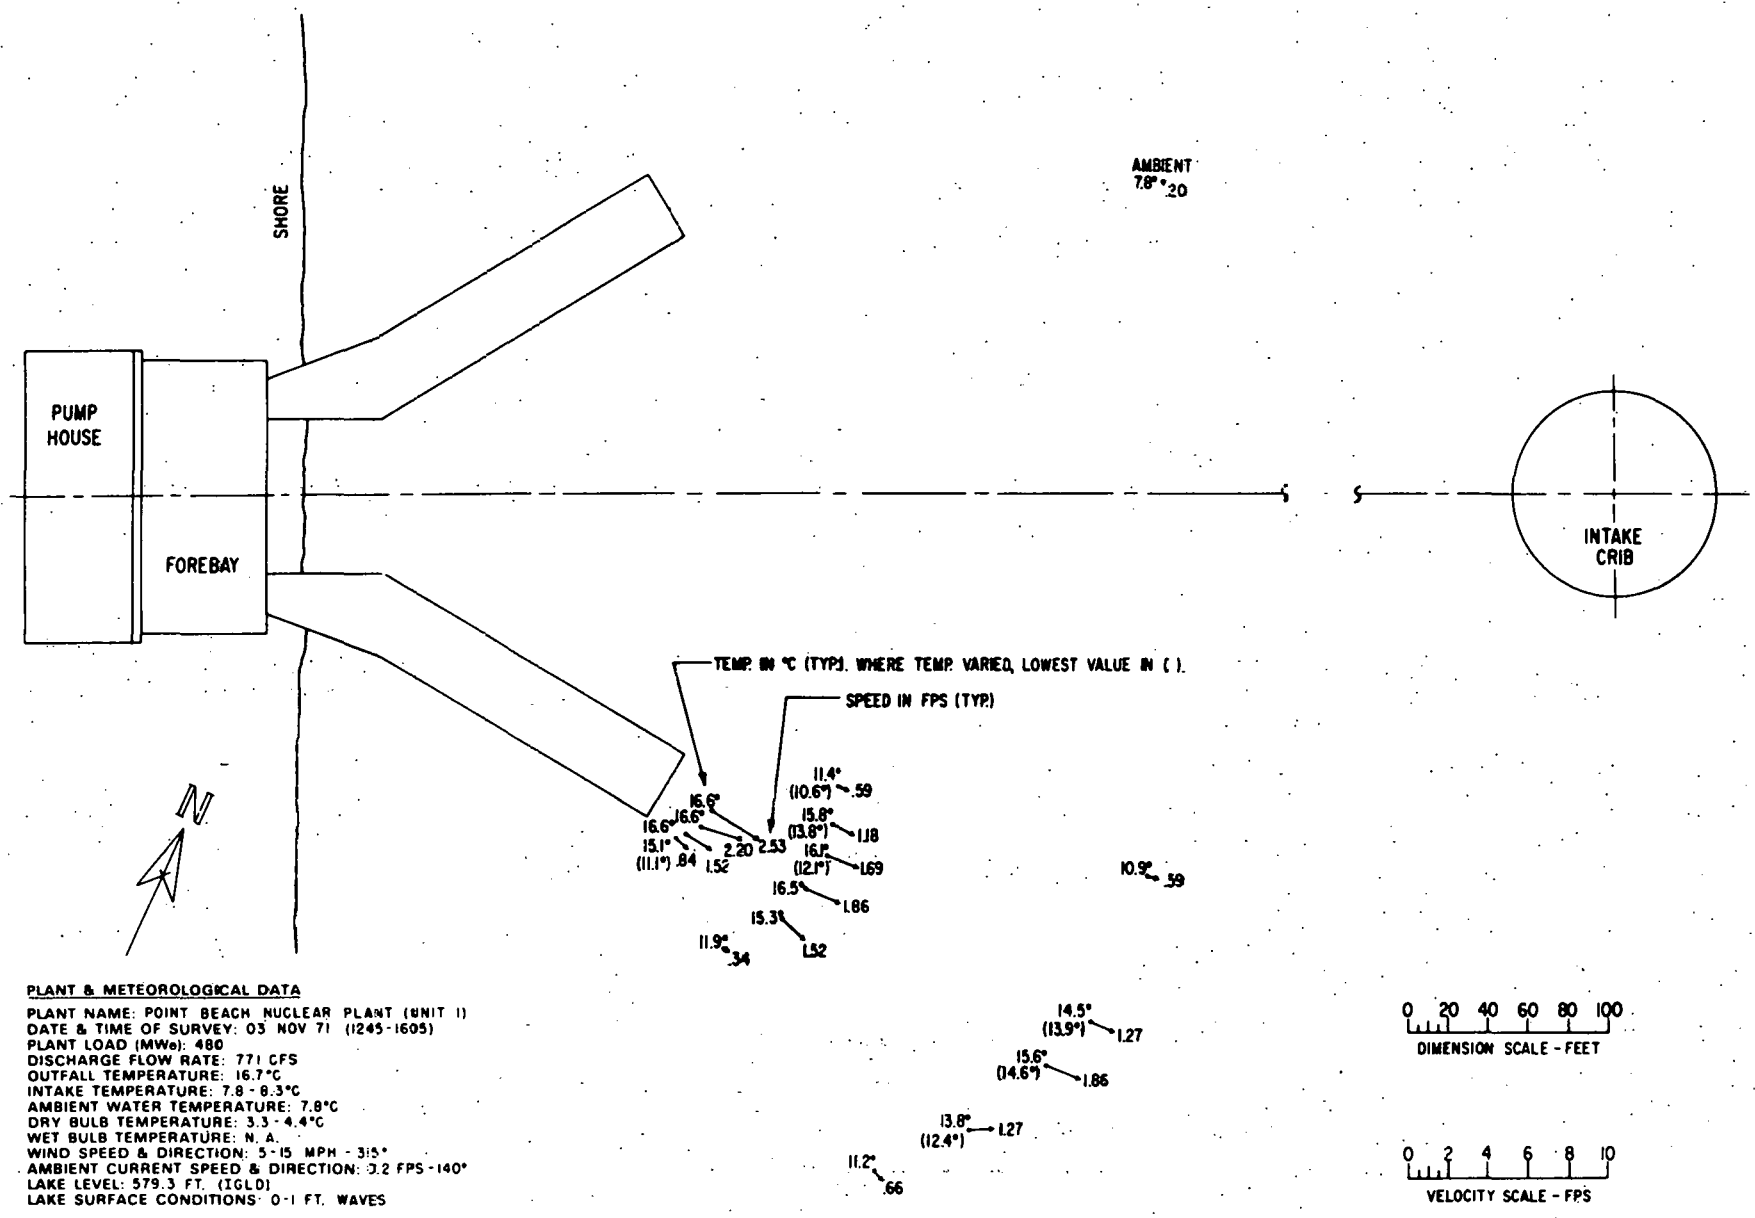 AMBIENT
7.8° .20
SHORE
PUMP
HOUSE
FOREBAY
INTAKE
CRIB
TEMP. IN °C (TYP.). WHERE TEMP. VARIED, LOWEST VALUE IN ( ).
SPEED IN FPS (TYP.)
11.4°
(10.6°) .59
16.6°
16.6°
16.6°
15.8°
(13.8°) 1.18
15.1°
(11.1°) .84 1.52 2.20 2.53
16.1°
(12.1°) 1.69
16.5°
1.86
15.3°
1.52
11.9°
.34
10.9° .59
N
14.5°
(13.9°) 1.27
15.6°
(14.6°) 1.86
13.8°
(12.4°) 1.27
11.2°
.66
PLANT & METEOROLOGICAL DATA
PLANT NAME: POINT BEACH NUCLEAR PLANT (UNIT 1)
DATE & TIME OF SURVEY: 03 NOV 71 (1245-1605)
PLANT LOAD (MWe): 480
DISCHARGE FLOW RATE: 771 CFS
OUTFALL TEMPERATURE: 16.7°C
INTAKE TEMPERATURE: 7.8 - 8.3°C
AMBIENT WATER TEMPERATURE: 7.8°C
DRY BULB TEMPERATURE: 3.3 - 4.4°C
WET BULB TEMPERATURE: N. A.
WIND SPEED & DIRECTION: 5-15 MPH - 315°
AMBIENT CURRENT SPEED & DIRECTION: 0.2 FPS - 140°
LAKE LEVEL: 579.3 FT. (IGLD)
LAKE SURFACE CONDITIONS: 0-1 FT. WAVES
0 20 40 60 80 100
DIMENSION SCALE - FEET
0 2 4 6 8 10
VELOCITY SCALE - FPS